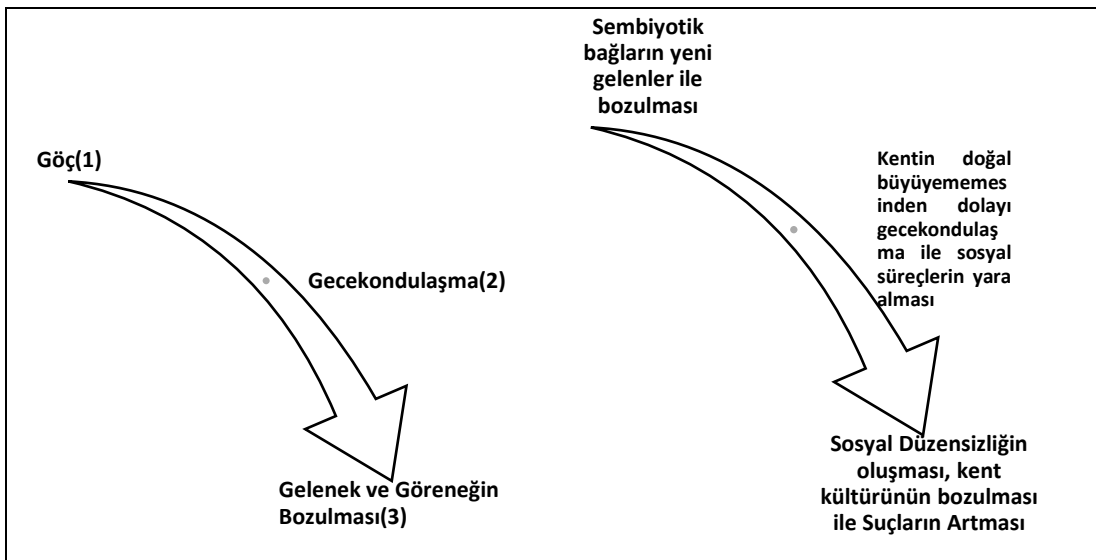 Göç(1)
Gecekondulaşma(2)
Gelenek ve Göreneğin
Bozulması(3)
Sembiyotik
bağların yeni
gelenler ile
bozulması
Kentin doğal
büyüyememes
inden dolayı
gecekondulaş
ma ile sosyal
süreçlerin yara
alması
Sosyal Düzensizliğin
oluşması, kent
kültürünün bozulması
ile Suçların Artması